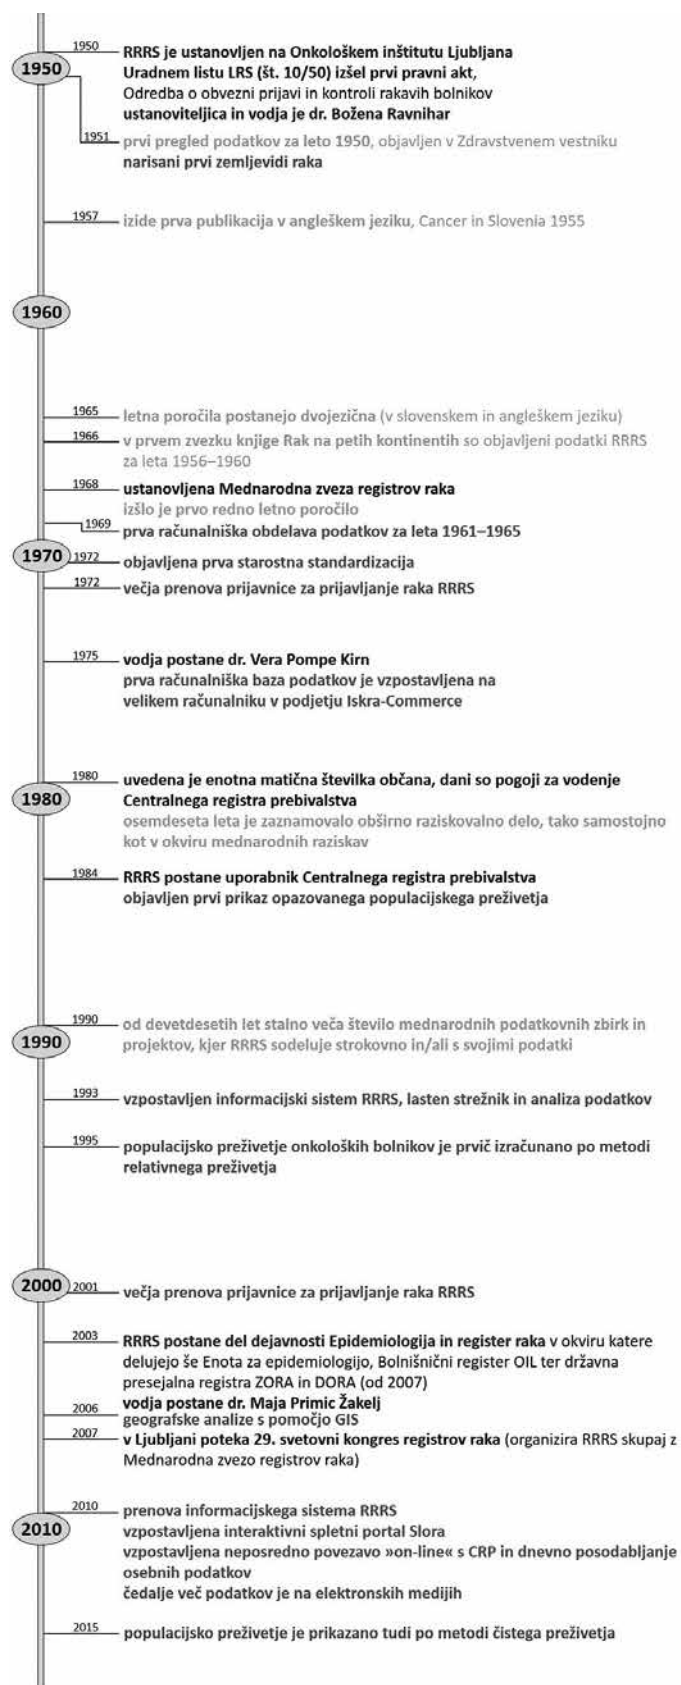 1950
RRRS je ustanovljen na Onkološkem inštitutu Ljubljana
1950
Uradnem listu LRS (št. 10/50) izšel prvi pravni akt,
Odredba o obvezni prijavi in kontroli rakavih bolnikov
ustanoviteljica in vodja je dr. Božena Ravnihar
1951
prvi pregled podatkov za leto 1950, objavljen v Zdravstvenem vestniku
narisani prvi zemljevidi raka
1957
izide prva publikacija v angleškem jeziku, Cancer in Slovenia 1955
1960
1965
letna poročila postanejo dvojezična (v slovenskem in angleškem jeziku)
1966
v prvem zvezku knjige Rak na petih kontinentih so objavljeni podatki RRRS
za leta 1956–1960
1968
ustanovljena Mednarodna zveza registrov raka
izšlo je prvo redno letno poročilo
1969
prva računalniška obdelava podatkov za leta 1961–1965
1970
1972
objavljena prva starostna standardizacija
1972
večja prenova prijavnice za prijavljanje raka RRRS
1975
vodja postane dr. Vera Pompe Kirn
prva računalniška baza podatkov je vzpostavljena na
velikem računalniku v podjetju Iskra-Commerce
1980
uvedena je enotna matična številka občana, dani so pogoji za vodenje
1980
Centralnega registra prebivalstva
osemdeseta leta je zaznamovalo obširno raziskovalno delo, tako samostojno
kot v okviru mednarodnih raziskav
1984
RRRS postane uporabnik Centralnega registra prebivalstva
objavljen prvi prikaz opazovanega populacijskega preživetja
1990
od devetdesetih let stalno veča število mednarodnih podatkovnih zbirk in
1990
projektov, kjer RRRS sodeluje strokovno in/ali s svojimi podatki
1993
vzpostavljen informacijski sistem RRRS, lasten strežnik in analiza podatkov
1995
populacijsko preživetje onkoloških bolnikov je prvič izračunano po metodi
relativnega preživetja
2000
2001
večja prenova prijavnice za prijavljanje raka RRRS
2003
RRRS postane del dejavnosti Epidemiologija in register raka v okviru katere
delujejo še Enota za epidemiologijo, Bolnišnični register OIL ter državna
presejalna registra ZORA in DORA (od 2007)
vodja postane dr. Maja Primic Žakelj
2006
geografske analize s pomočjo GIS
2007
v Ljubljani poteka 29. svetovni kongres registrov raka (organizira RRRS skupaj z
Mednarodna zvezo registrov raka)
2010
prenova informacijskega sistema RRRS
2010
vzpostavljena interaktivni spletni portal Slora
vzpostavljena neposredno povezavo »on-line« s CRP in dnevno posodabljanje
osebnih podatkov
čedalje več podatkov je na elektronskih medijih
2015
populacijsko preživetje je prikazano tudi po metodi čistega preživetja